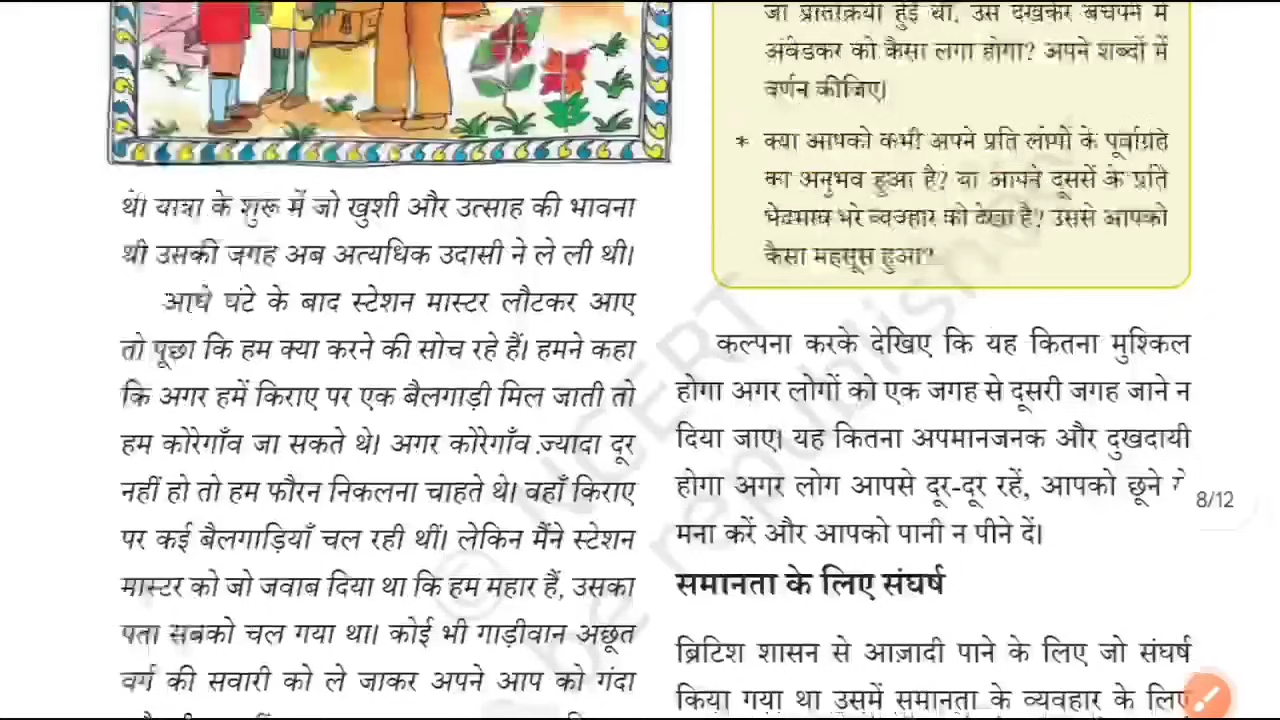 थी। यात्रा के शुरू में जो खुशी और उत्साह की भावना
थी उसकी जगह अब अत्यधिक उदासी ने ले ली थी।
आधे घंटे के बाद स्टेशन मास्टर लौटकर आए
तो पूछा कि हम क्या करने की सोच रहे हैं। हमने कहा
कि अगर हमें किराए पर एक बैलगाड़ी मिल जाती तो
हम कोरेगाँव जा सकते थे। अगर कोरेगाँव ज्यादा दूर
नहीं हो तो हम फौरन निकलना चाहते थे। वहाँ किराए
पर कई बैलगाड़ियाँ चल रही थीं। लेकिन मैंने स्टेशन
मास्टर को जो जवाब दिया था कि हम महार हैं, उसका
पता सबको चल गया था। कोई भी गाड़ीवान अछूत
वर्ग की सवारी को ले जाकर अपने आप को गंदा
जो प्रतिक्रिया हुई थी, उसे देखकर बचपन में
अंबेडकर को कैसा लगा होगा? अपने शब्दों में
वर्णन कीजिए।
* क्या आपको कभी अपने प्रति लोगों के पूर्वाग्रह
का अनुभव हुआ है? या आपने दूसरों के प्रति
भेदभाव भरे व्यवहार को देखा है? उससे आपको
कैसा महसूस हुआ?
कल्पना करके देखिए कि यह कितना मुश्किल
होगा अगर लोगों को एक जगह से दूसरी जगह जाने न
दिया जाए। यह कितना अपमानजनक और दुखदायी
होगा अगर लोग आपसे दूर-दूर रहें, आपको छूने
मना करें और आपको पानी न पीने दें।
समानता के लिए संघर्ष
ब्रिटिश शासन से आज़ादी पाने के लिए जो संघर्ष
किया गया था उसमें समानता के व्यवहार के लिए
8/12
© NCERT
be republished